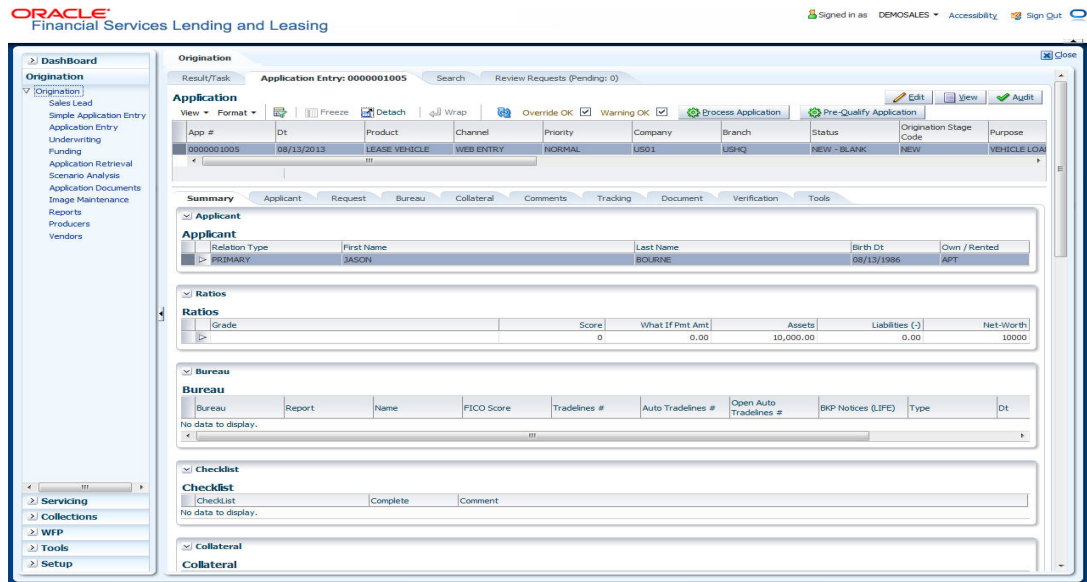 ORACLE
Financial Services Lending and Leasing
Signed in as DEMOSALES Accessibility Sign Out
Close
DashBoard
Origination
Origination
Sales Lead
Simple Application Entry
Application Entry
Underwriting
Funding
Application Retrieval
Scenario Analysis
Application Documents
Image Maintenance
Reports
Producers
Vendors
Servicing
Collections
WFP
Tools
Setup
Origination
Result/Task Application Entry: 0000001005 Search Review Requests (Pending: 0)
Application
Edit View Audit
View Format Freeze Detach Wrap Override OK Warning OK Process Application Pre-Qualify Application
App # Dt Product Channel Priority Company Branch Status Origination Stage Code Purpose
0000001005 08/13/2013 LEASE VEHICLE WEB ENTRY NORMAL US01 USHQ NEW - BLANK NEW VEHICLE LOA
Summary Applicant Request Bureau Collateral Comments Tracking Document Verification Tools
Applicant
Applicant
Relation Type First Name Last Name Birth Dt Own / Rented
PRIMARY JASON BOURNE 08/13/1986 APT
Ratios
Ratios
Grade Score What If Pmt Amt Assets Liabilities (-) Net-Worth
0 0.00 10,000.00 0.00 10000
Bureau
Bureau
Bureau Report Name FICO Score Tradelines # Auto Tradelines # Open Auto Tradelines # BKP Notices (LIFE) Type Dt
No data to display.
Checklist
Checklist
CheckList Complete Comment
No data to display.
Collateral
Collateral